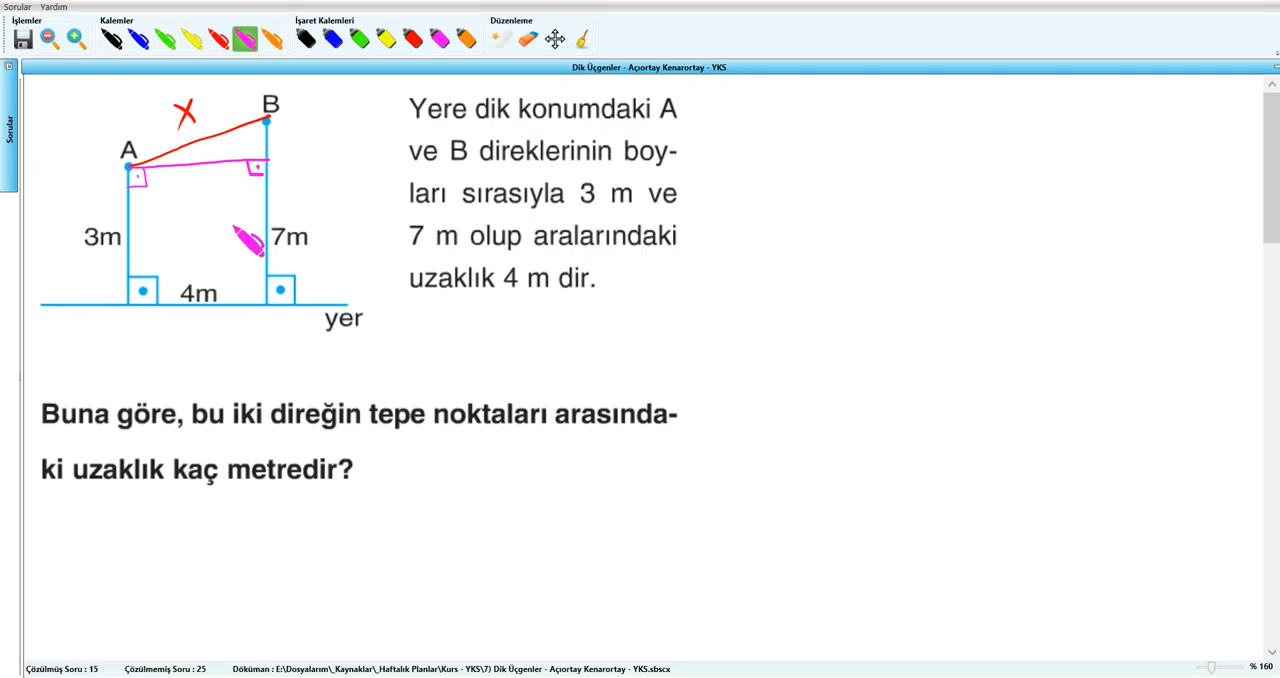 Sorular Yardım
İşlemler Kalemler İşaret Kalemleri Düzenleme
Dik Üçgenler - Açıortay Kenarortay - YKS
Sorular
X
B
A
3m
7m
4m
yer
Yere dik konumdaki A
ve B direklerinin boy-
ları sırasıyla 3 m ve
7 m olup aralarındaki
uzaklık 4 m dir.
Buna göre, bu iki direğin tepe noktaları arasında-
ki uzaklık kaç metredir?
Çözülmüş Soru : 15 Çözülmemiş Soru : 25 Döküman : E:\Dosyalarım\_Kaynaklar\_Haftalık Planlar\Kurs - YKS\7) Dik Üçgenler - Açıortay Kenarortay - YKS.sbscx % 160